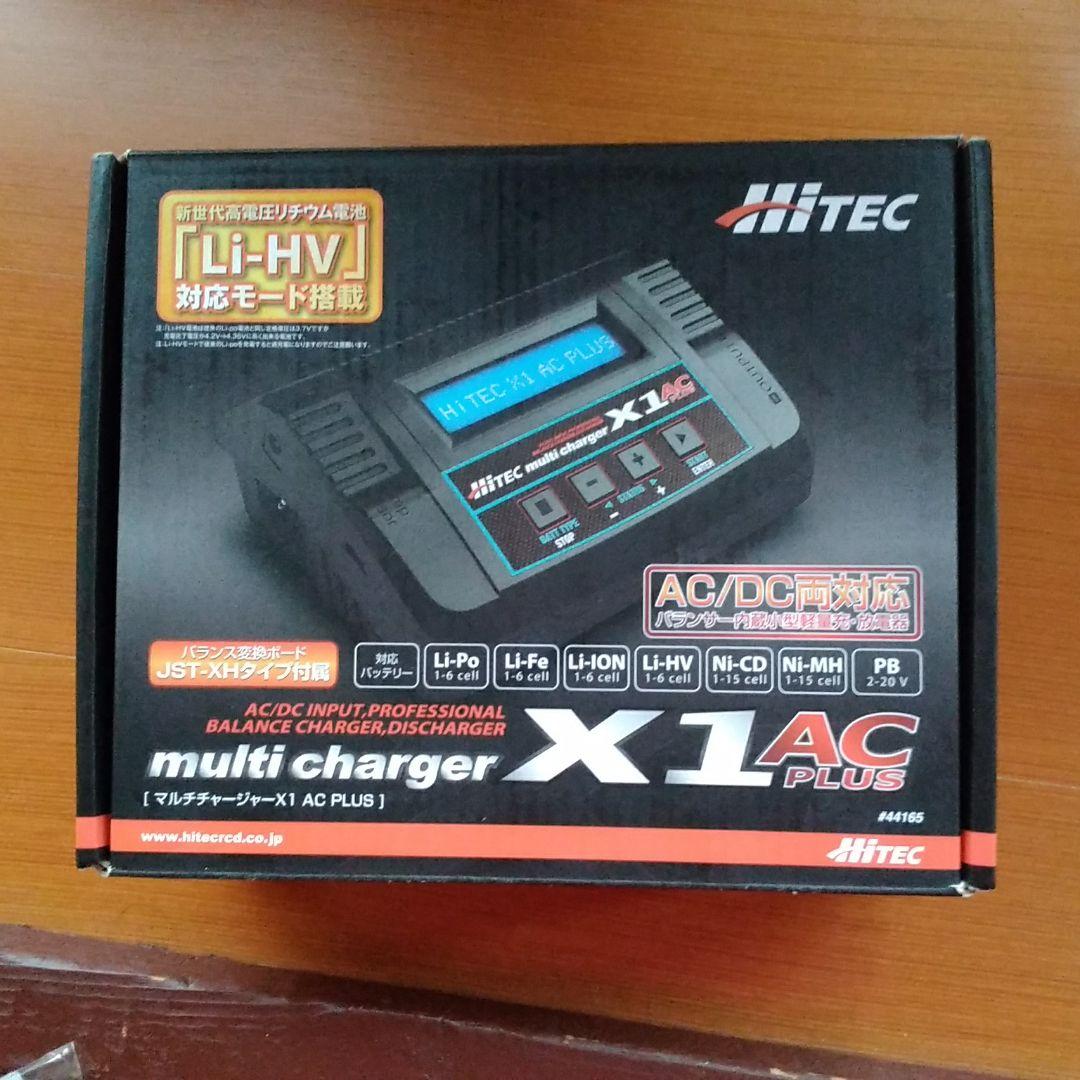 新世代高電圧リチウム電池
「Li-HV」
対応モード搭載
HiTEC
HiTEC X1 AC PLUS
OUTPUT
HiTEC multi charger X1 AC PLUS
BATT TYPE
STOP
STATUS
START
ENTER
AC/DC両対応
バランサー内蔵小型軽量充・放電器
バランス変換ボード
JST-XHタイプ付属
対応
バッテリー
Li-Po
1-6 cell
Li-Fe
1-6 cell
Li-ION
1-6 cell
Li-HV
1-6 cell
Ni-CD
1-15 cell
Ni-MH
1-15 cell
PB
2-20 V
AC/DC INPUT,PROFESSIONAL
BALANCE CHARGER,DISCHARGER
multi charger X1 AC PLUS
[ マルチチャージャーX1 AC PLUS ]
#44165
www.hitecrcd.co.jp
HiTEC